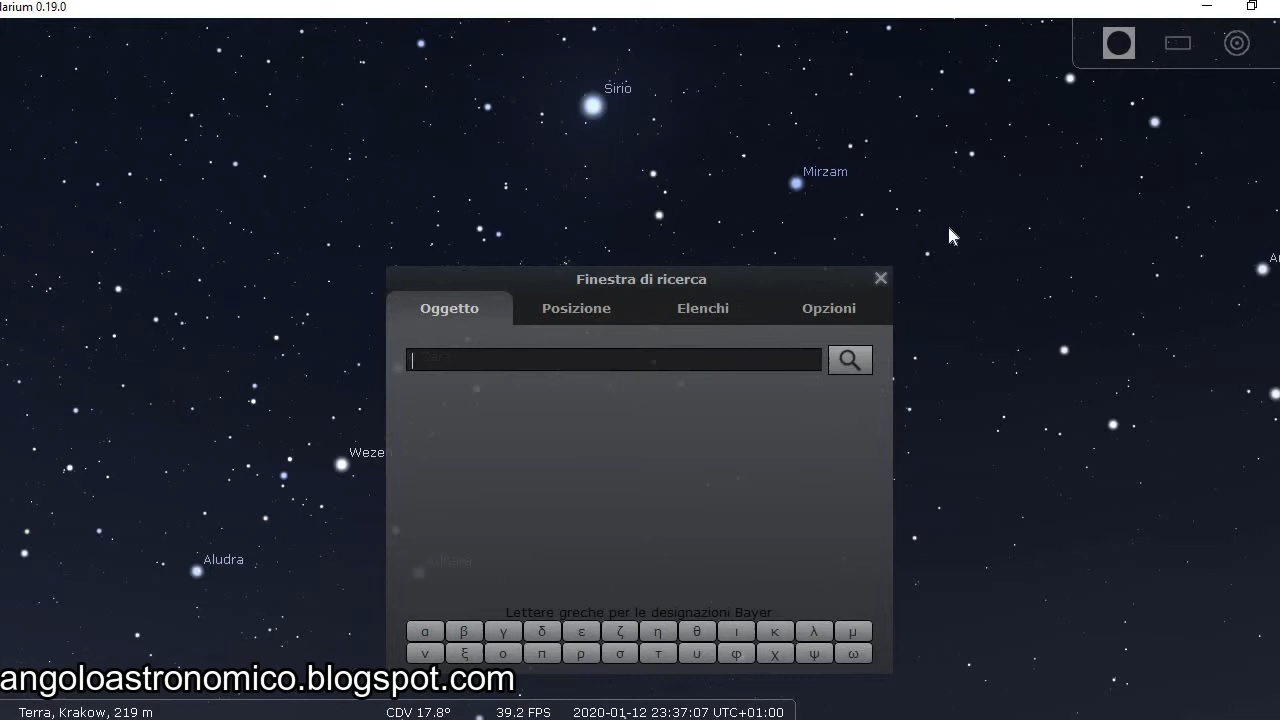 larium 0.19.0
Sirio
Mirzam
Finestra di ricerca
Oggetto Posizione Elenchi Opzioni
Weze
Aludra
Adhara
Lettere greche per le designazioni Bayer
α β γ δ ε ζ η θ ι κ λ μ
ν ξ ο π ρ σ τ υ φ χ ψ ω
angoloastronomico.blogspot.com
Terra, Krakow, 219 m CDV 17.8° 39.2 FPS 2020-01-12 23:37:07 UTC+01:00